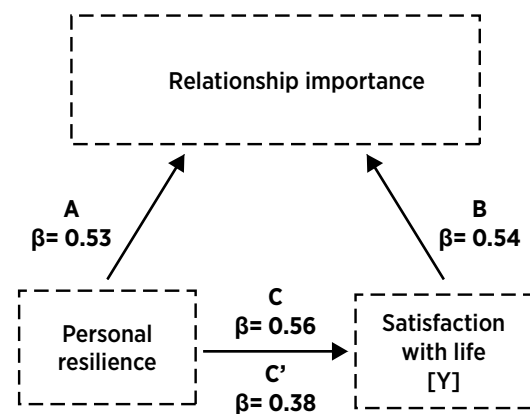 Relationship importance
A
β= 0.53
B
β= 0.54
Personal
resilience
C
β= 0.56
C'
β= 0.38
Satisfaction
with life
[Y]